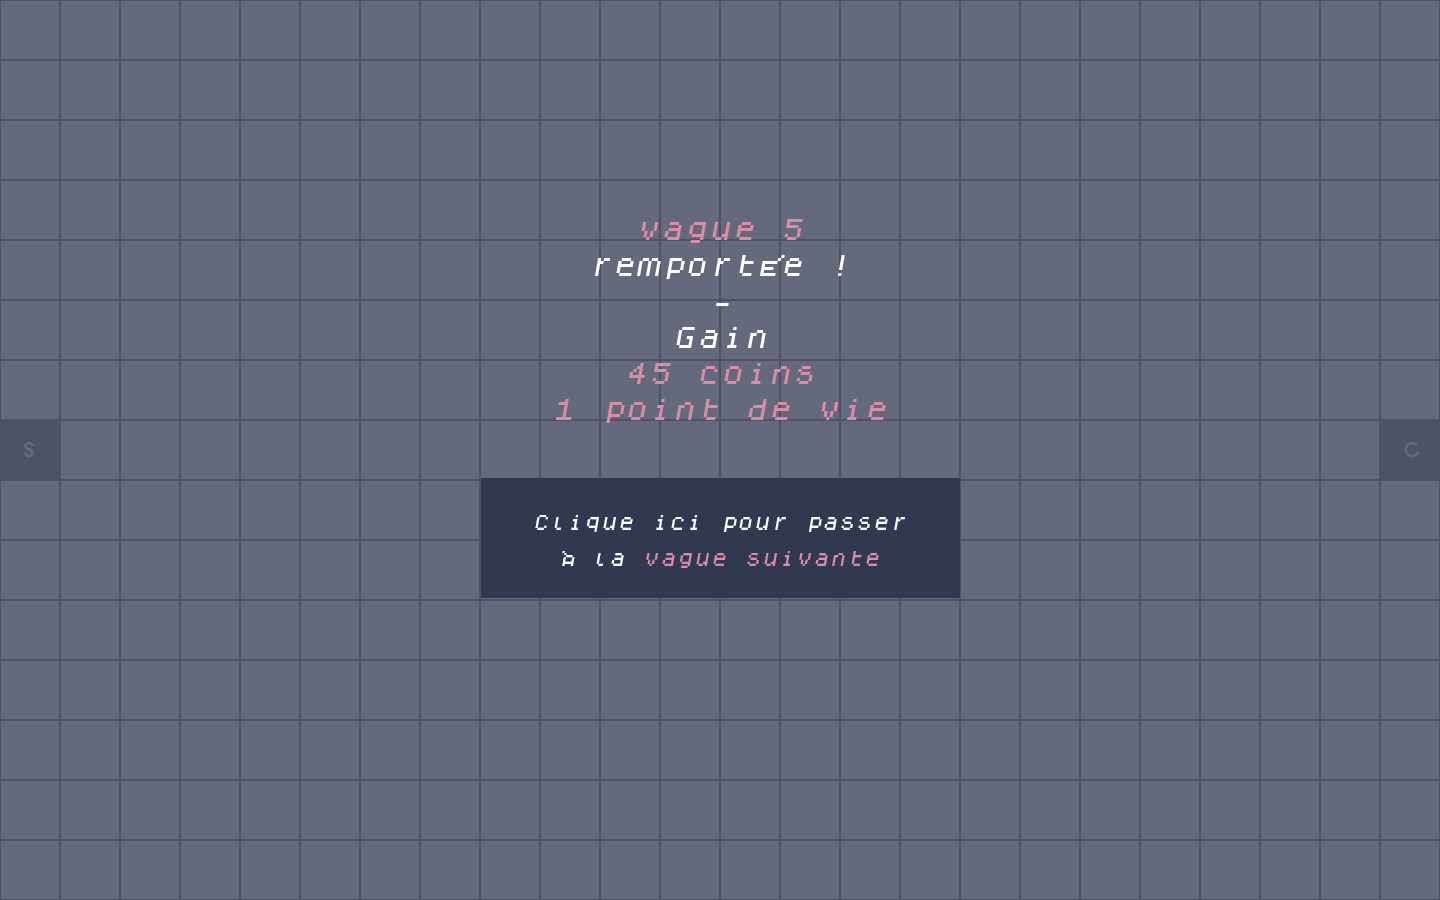 vague 5
remportée !
-
Gain
45 coins
1 point de vie
S
C
Clique ici pour passer
à la vague suivante